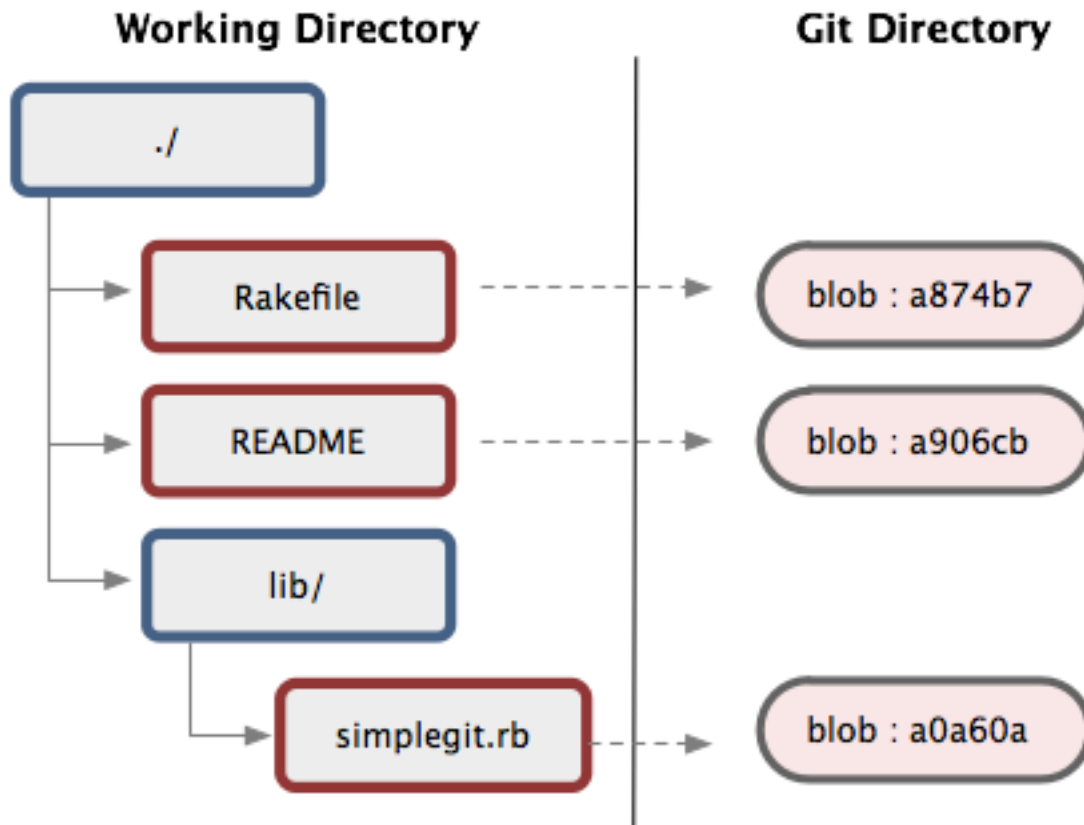 Working Directory
Git Directory
./
Rakefile
blob : a874b7
README
blob : a906cb
lib/
simplegit.rb
blob : a0a60a